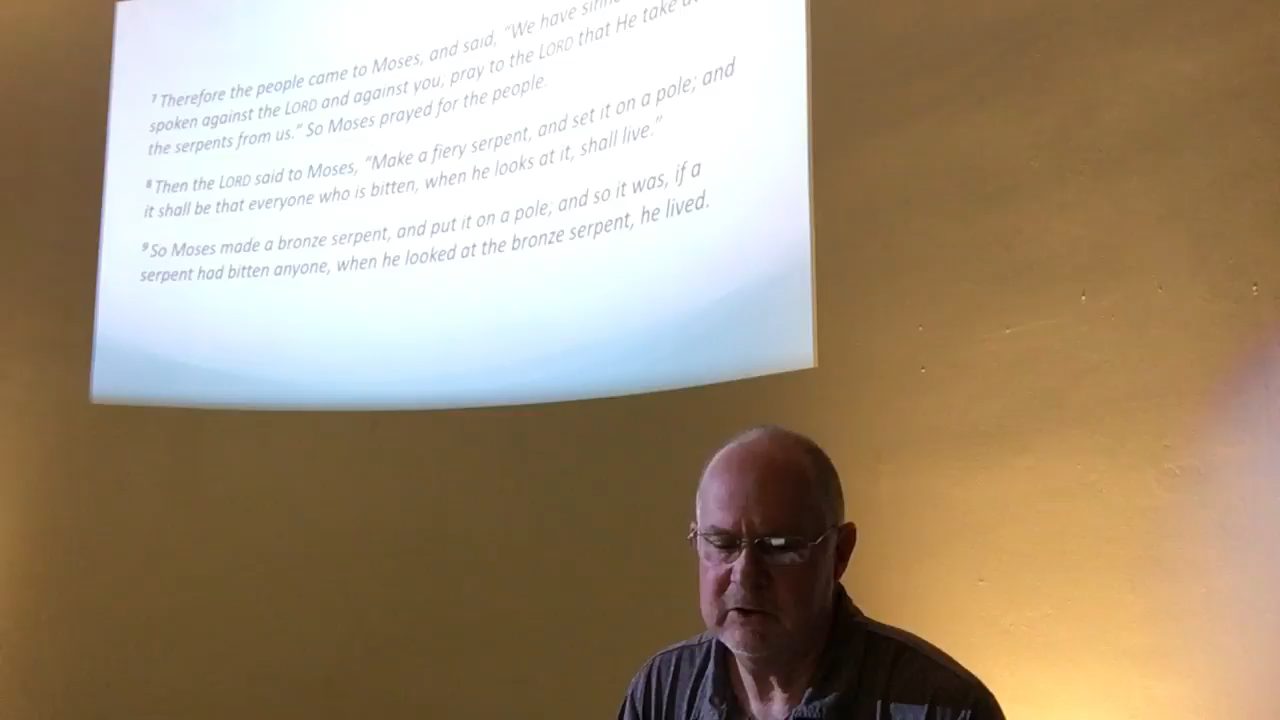 7 Therefore the people came to Moses, and said, “We have
spoken against the LORD and against you, pray to the LORD that He take
the serpents from us.” So Moses prayed for the people.
8 Then the LORD said to Moses, “Make a fiery serpent, and set it on a pole; and
it shall be that everyone who is bitten, when he looks at it, shall live.”
9 So Moses made a bronze serpent, and put it on a pole; and so it was, if a
serpent had bitten anyone, when he looked at the bronze serpent, he lived.